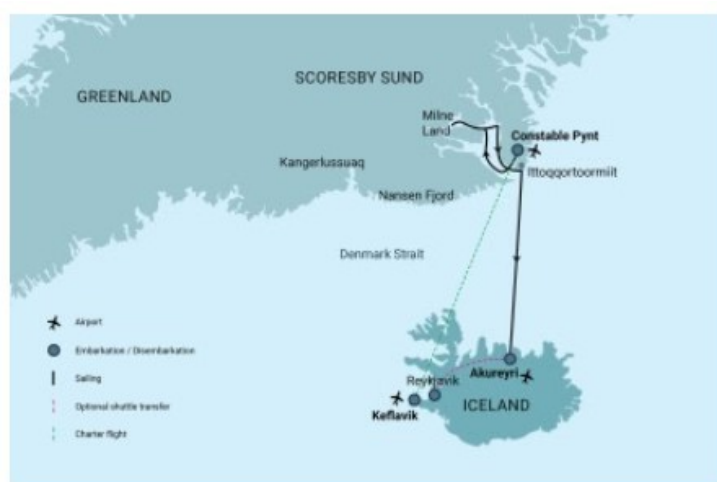 SCORESBY SUND
GREENLAND
Milne
Land
Constable Pynt
Kangerlussuaq
Ittoqqortoormiit
Nansen Fjord
Denmark Strait
Airport
Embarkation / Disembarkation
Sailing
Optional shuttle transfer
Charter flight
Akureyri
Reykjavik
Keflavik
ICELAND